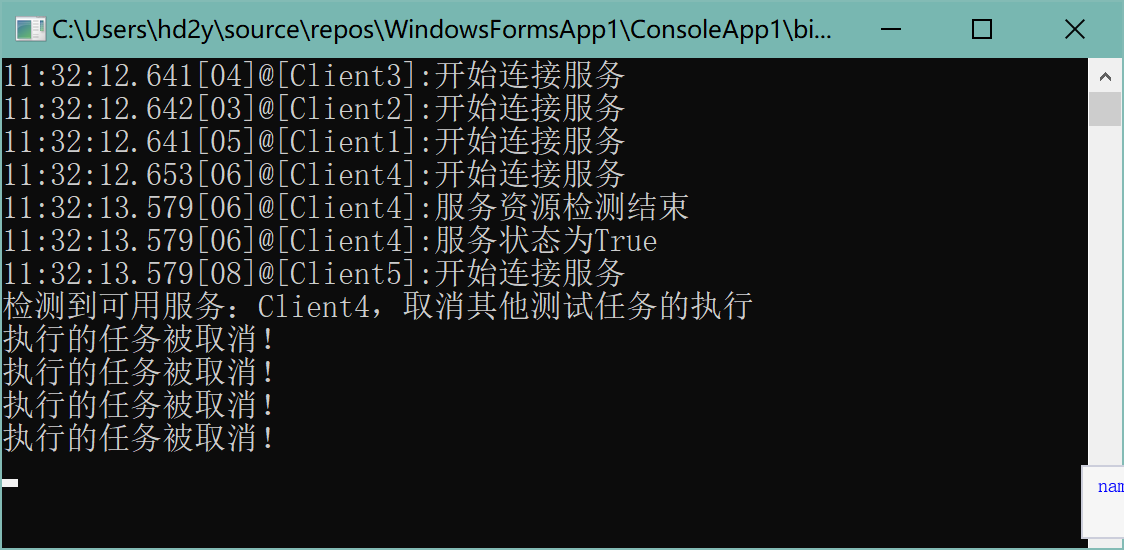 C:\Users\hd2y\source\repos\WindowsFormsApp1\ConsoleApp1\bi...
11:32:12.641[04]@[Client3]:开始连接服务
11:32:12.642[03]@[Client2]:开始连接服务
11:32:12.641[05]@[Client1]:开始连接服务
11:32:12.653[06]@[Client4]:开始连接服务
11:32:13.579[06]@[Client4]:服务资源检测结束
11:32:13.579[06]@[Client4]:服务状态为True
11:32:13.579[08]@[Client5]:开始连接服务
检测到可用服务：Client4，取消其他测试任务的执行
执行的任务被取消！
执行的任务被取消！
执行的任务被取消！
执行的任务被取消！
nam